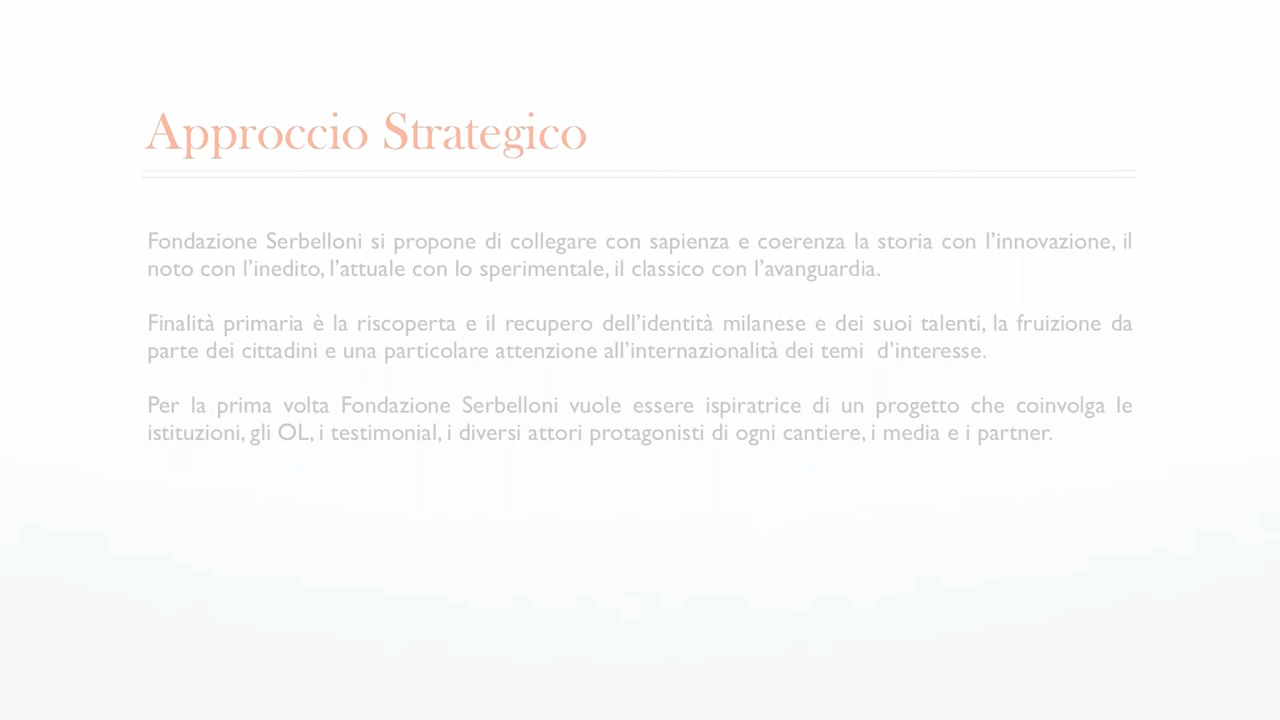 Approccio Strategico
Fondazione Serbelloni si propone di collegare con sapienza e coerenza la storia con l’innovazione, il
noto con l’inedito, l’attuale con lo sperimentale, il classico con l’avanguardia.
Finalità primaria è la riscoperta e il recupero dell’identità milanese e dei suoi talenti, la fruizione da
parte dei cittadini e una particolare attenzione all’internazionalità dei temi  d’interesse.
Per la prima volta Fondazione Serbelloni vuole essere ispiratrice di un progetto che coinvolga le
istituzioni, gli OL, i testimonial, i diversi attori protagonisti di ogni cantiere, i media e i partner.